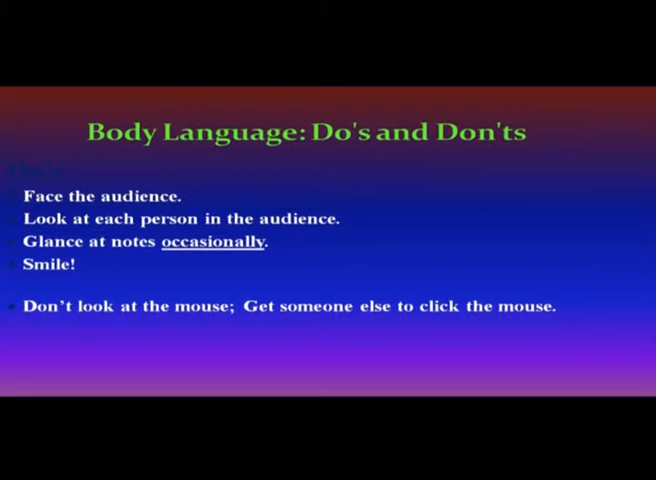 Body Language: Do's and Don'ts
Do's
Face the audience.
Look at each person in the audience.
Glance at notes occasionally.
Smile!
Don't look at the mouse; Get someone else to click the mouse.